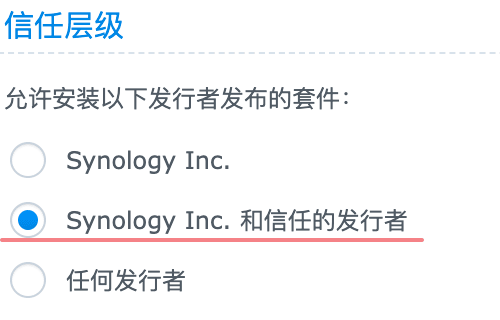 信任层级
允许安装以下发行者发布的套件：
Synology Inc.
Synology Inc. 和信任的发行者
任何发行者